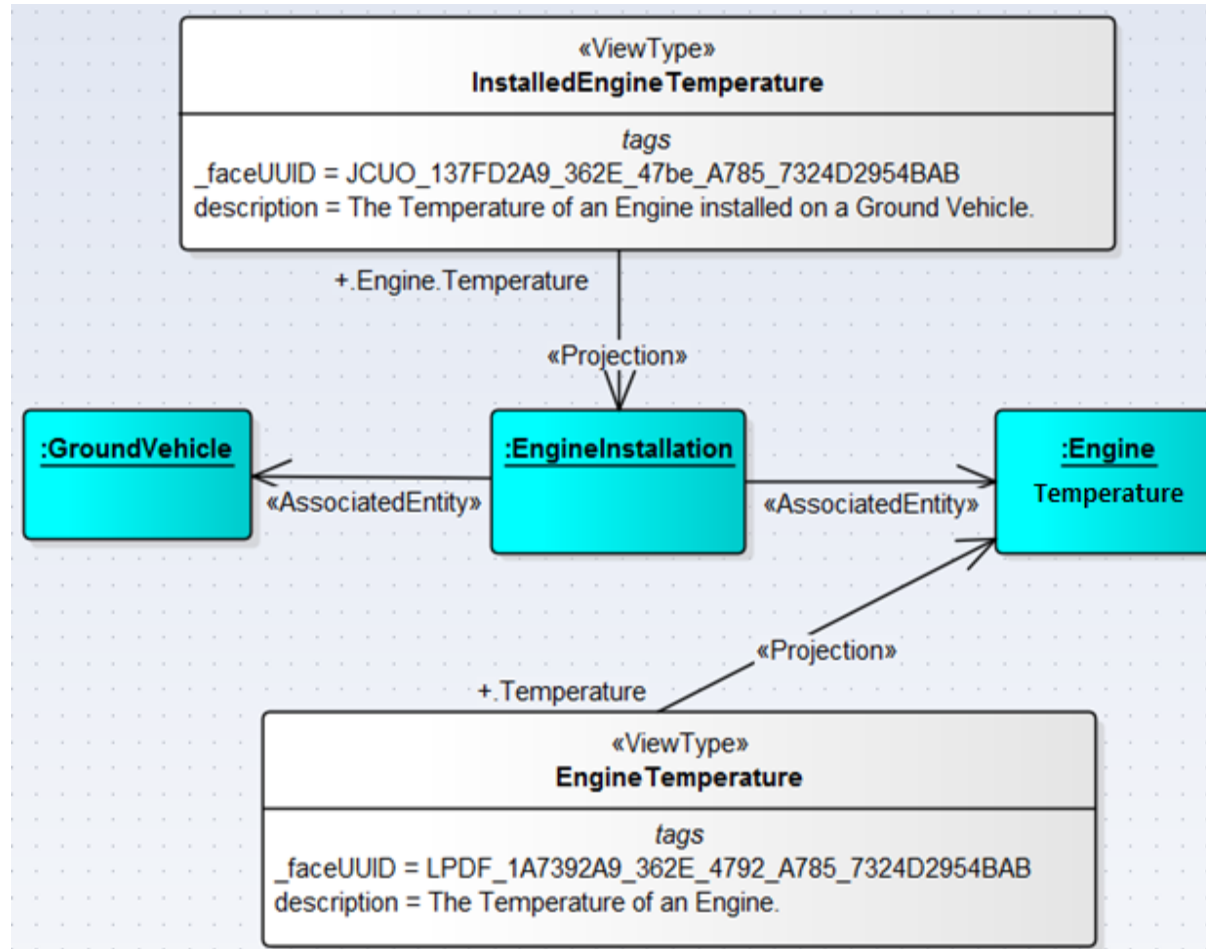 «ViewType»
InstalledEngineTemperature
tags
_faceUUID = JCUO_137FD2A9_362E_47be_A785_7324D2954BAB
description = The Temperature of an Engine installed on a Ground Vehicle.
+.Engine.Temperature
«Projection»
:GroundVehicle
«AssociatedEntity»
:EngineInstallation
«AssociatedEntity»
:Engine
Temperature
«Projection»
+.Temperature
«ViewType»
EngineTemperature
tags
_faceUUID = LPDF_1A7392A9_362E_4792_A785_7324D2954BAB
description = The Temperature of an Engine.